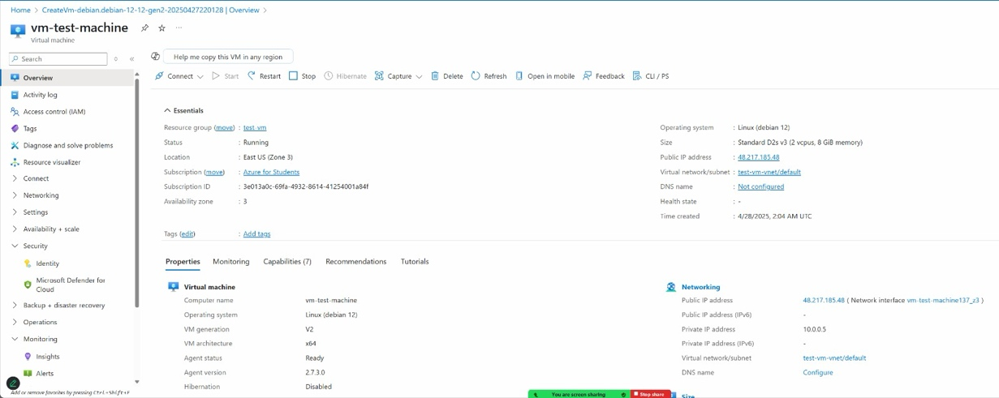 Home > CreateVm-debian.debian-12-12-gen2-20250427220128 | Overview >
vm-test-machine
Virtual machine
Search
Help me copy this VM in any region
Connect Start Restart Stop Hibernate Capture Delete Refresh Open in mobile Feedback CLI / PS
Overview
Activity log
Access control (IAM)
Tags
Diagnose and solve problems
Resource visualizer
Connect
Networking
Settings
Availability + scale
Security
Identity
Microsoft Defender for
Cloud
Backup + disaster recovery
Operations
Monitoring
Insights
Alerts
Add or remove favorites by pressing Ctrl+Shift+F
Essentials
Resource group (move) : test_vm
Status : Running
Location : East US (Zone 3)
Subscription (move) : Azure for Students
Subscription ID : 3e013a0c-69fa-4932-8614-41254001a84f
Availability zone : 3
Tags (edit) : Add tags
Operating system : Linux (debian 12)
Size : Standard D2s v3 (2 vcpus, 8 GiB memory)
Public IP address : 48.217.185.48
Virtual network/subnet : test-vm-vnet/default
DNS name : Not configured
Health state : -
Time created : 4/28/2025, 2:04 AM UTC
Properties Monitoring Capabilities (7) Recommendations Tutorials
Virtual machine
Computer name vm-test-machine
Operating system Linux (debian 12)
VM generation V2
VM architecture x64
Agent status Ready
Agent version 2.7.3.0
Hibernation Disabled
Networking
Public IP address 48.217.185.48 ( Network interface vm-test-machine137_z3 )
Public IP address (IPv6) -
Private IP address 10.0.0.5
Private IP address (IPv6) -
Virtual network/subnet test-vm-vnet/default
DNS name Configure
Size
You are screen sharing Stop share